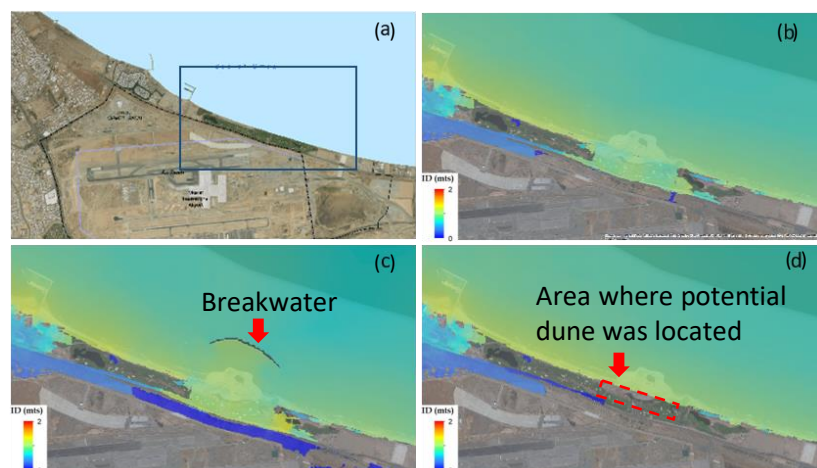 (a)
(b)
ID (mts)
2
0
(c)
Breakwater
ID (mts)
2
(d)
Area where potential
dune was located
ID (mts)
2